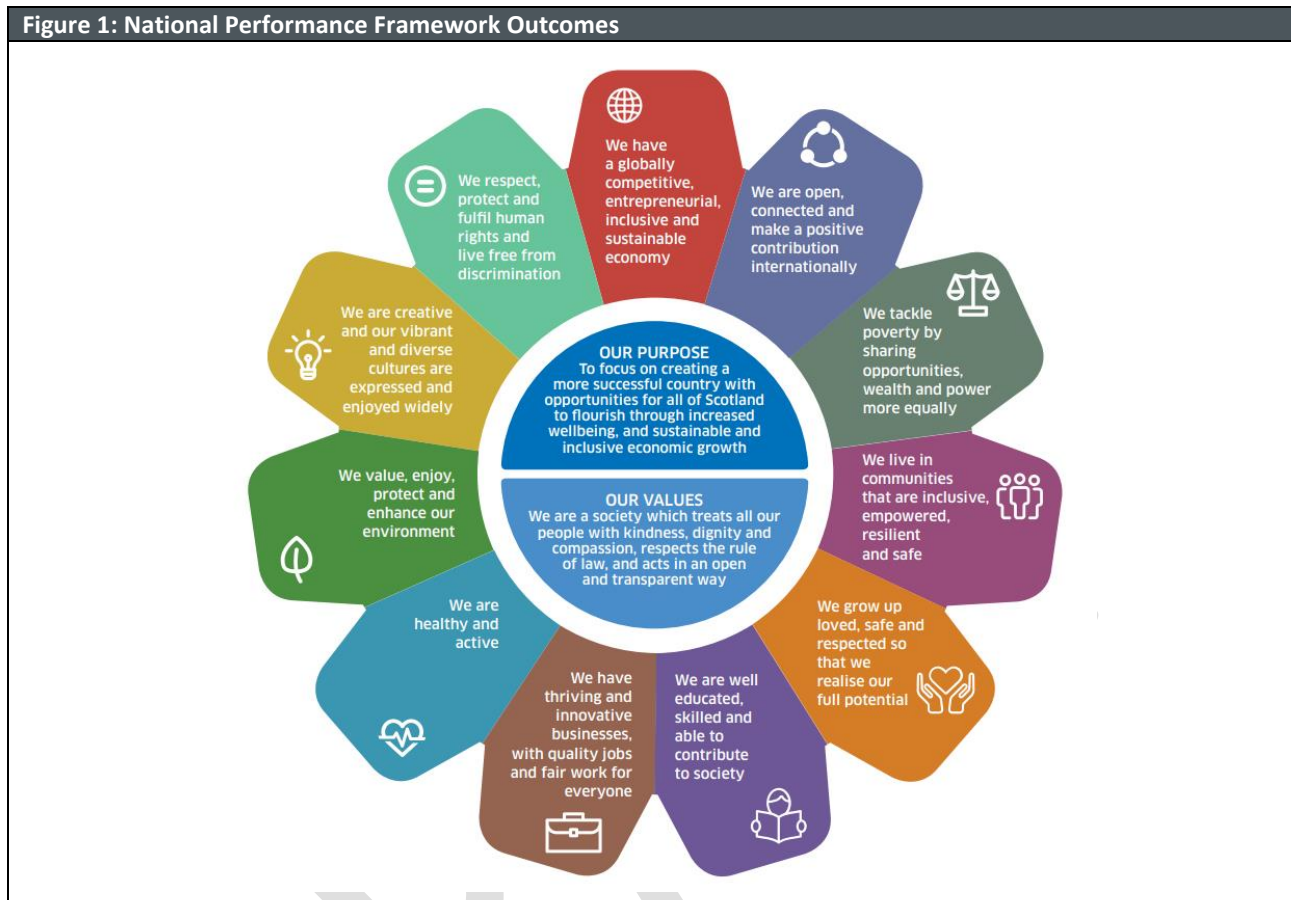 Figure 1: National Performance Framework Outcomes
We have
a globally
competitive,
entrepreneurial,
inclusive and
sustainable
economy
We are open,
connected and
make a positive
contribution
internationally
We tackle
poverty by
sharing
opportunities,
wealth and power
more equally
We live in
communities
that are inclusive,
empowered,
resilient
and safe
We grow up
loved, safe and
respected so
that we
realise our
full potential
We are well
educated,
skilled and
able to
contribute
to society
We have
thriving and
innovative
businesses,
with quality jobs
and fair work for
everyone
We are
healthy and
active
We value, enjoy,
protect and
enhance our
environment
We are creative
and our vibrant
and diverse
cultures are
expressed and
enjoyed widely
We respect,
protect and
fulfil human
rights and
live free from
discrimination
OUR PURPOSE
To focus on creating a
more successful country with
opportunities for all of Scotland
to flourish through increased
wellbeing, and sustainable and
inclusive economic growth
OUR VALUES
We are a society which treats all our
people with kindness, dignity and
compassion, respects the rule
of law, and acts in an open
and transparent way